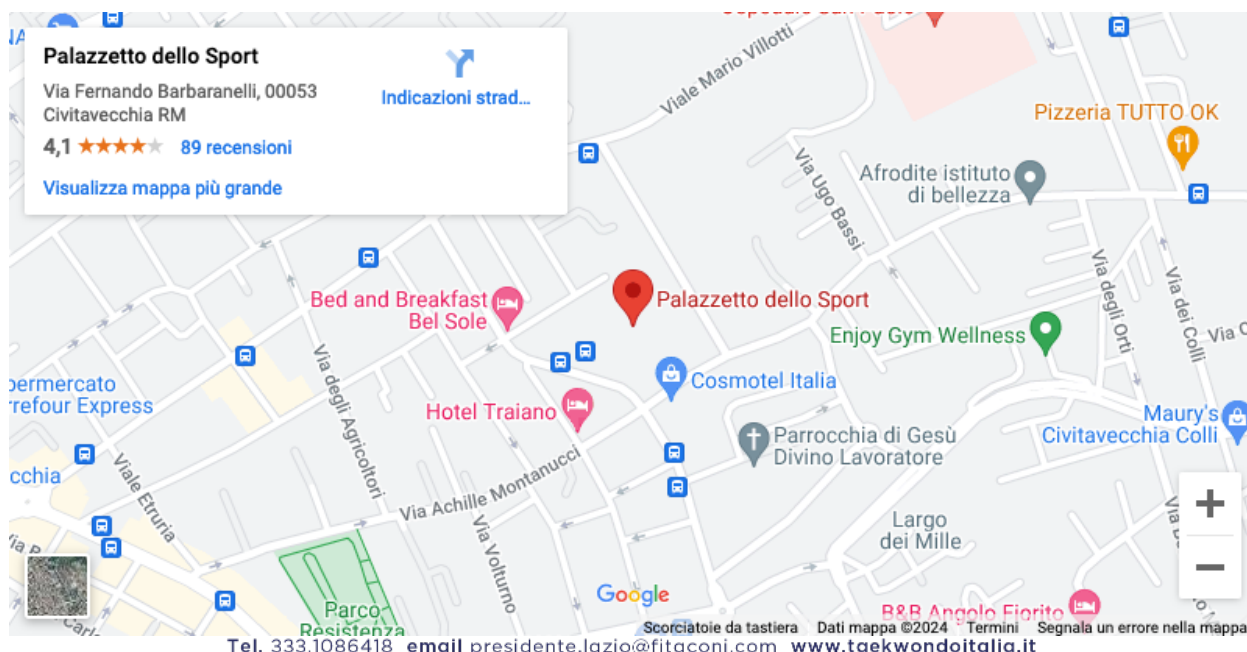 Palazzetto dello Sport
Via Fernando Barbaranelli, 00053
Civitavecchia RM
4,1
89 recensioni
Visualizza mappa più grande
Indicazioni strad...
Viale Mario Villotti
Pizzeria TUTTO OK
Afrodite istituto
di bellezza
Via Ugo Bassi
Via degli Orti
Via dei Colli
Bed and Breakfast
Bel Sole
Palazzetto dello Sport
Enjoy Gym Wellness
Via degli Agricoltori
Cosmotel Italia
Hotel Traiano
Maury's
Civitavecchia Colli
Parrocchia di Gesù
Divino Lavoratore
Viale Etruria
Via Achille Montanucci
Via Volturno
Largo
dei Mille
Parco
Resistenza
Google
B&B Angolo Fiorito
Scorciatoie da tastiera Dati mappa ©2024 Termini Segnala un errore nella mappa
Tel. 333.1086418 email presidente.lazio@fitaconi.com www.taekwondoitalia.it